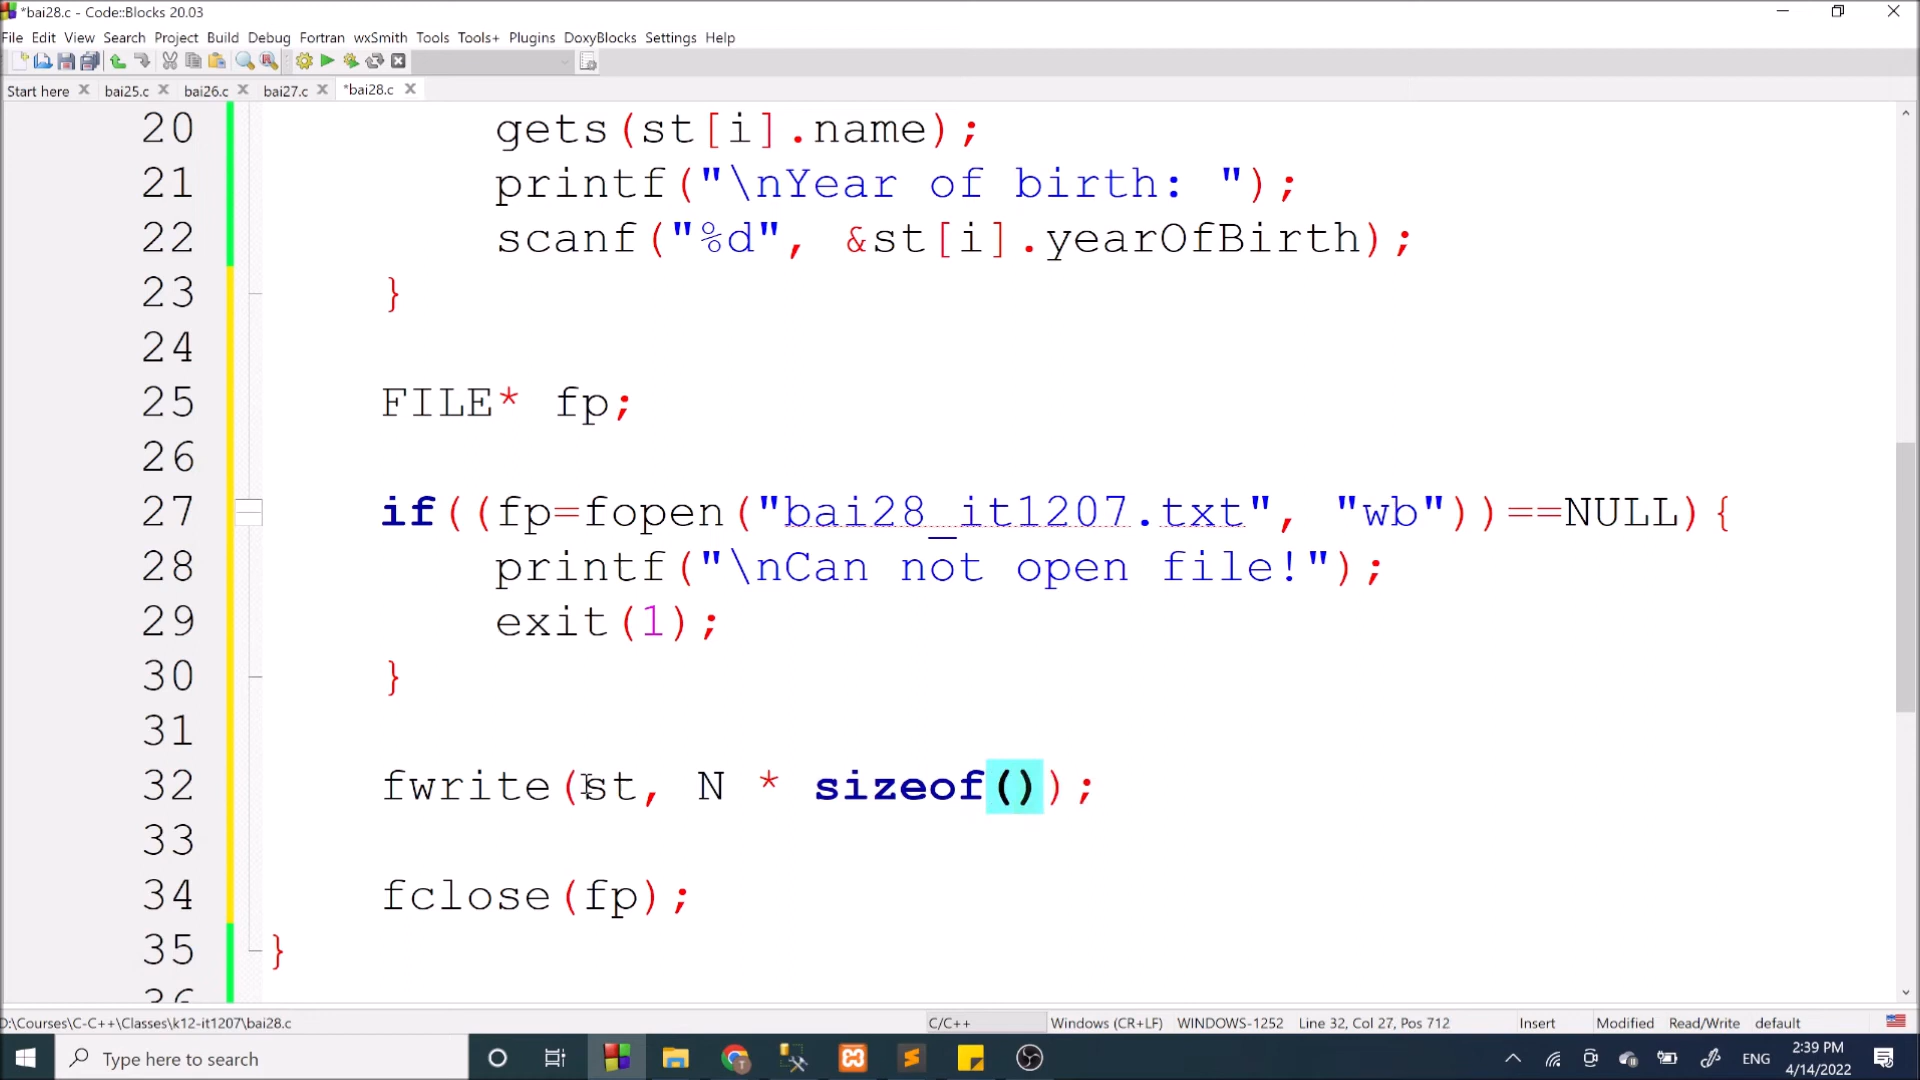 *bai28.c - Code::Blocks 20.03
File Edit View Search Project Build Debug Fortran wxSmith Tools Tools+ Plugins DoxyBlocks Settings Help
Start here bai25.c bai26.c bai27.c *bai28.c
20 gets(st[i].name);
21 printf("\nYear of birth: ");
22 scanf("%d", &st[i].yearOfBirth);
23 }
24
25 FILE* fp;
26
27 if((fp=fopen("bai28_it1207.txt", "wb"))==NULL){
28 printf("\nCan not open file!");
29 exit(1);
30 }
31
32 fwrite(st, N * sizeof());
33
34 fclose(fp);
35 }
36
D:\Courses\C-C++\Classes\k12-it1207\bai28.c C/C++ Windows (CR+LF) WINDOWS-1252 Line 32, Col 27, Pos 712 Insert Modified Read/Write default
Type here to search ENG 2:39 PM
4/14/2022